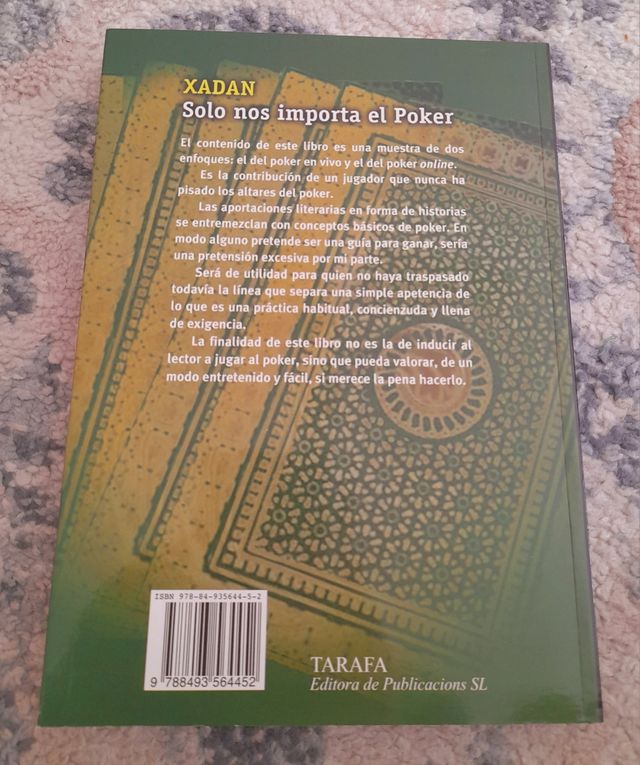 XADAN
Solo nos importa el Poker
El contenido de este libro es una muestra de dos
enfoques: el del poker en vivo y el del poker online.
Es la contribución de un jugador que nunca ha
pisado los altares del poker.
Las aportaciones literarias en forma de historias
se entremezclan con conceptos básicos de poker. En
modo alguno pretende ser una guía para ganar, sería
una pretensión excesiva por mi parte.
Será de utilidad para quien no haya traspasado
todavía la línea que separa una simple apetencia de
lo que es una práctica habitual, concienzuda y llena
de exigencia.
La finalidad de este libro no es la de inducir al
lector a jugar al poker, sino que pueda valorar, de un
modo entretenido y fácil, si merece la pena hacerlo.
ISBN 978-84-935644-5-2
9 788493 564452
TARAFA
Editora de Publicacions SL